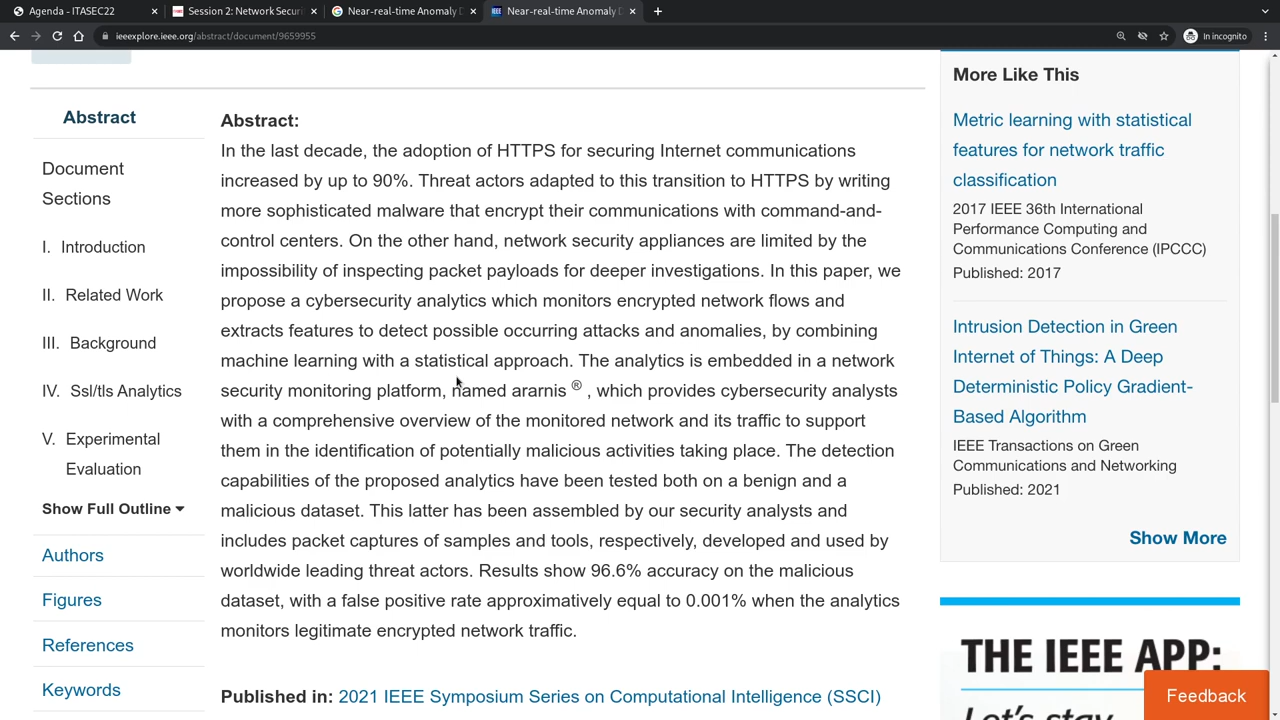 Agenda - ITASEC22
Session 2: Network Securi
Near-real-time Anomaly D
Near-real-time Anomaly D
ieeexplore.ieee.org/abstract/document/9659955
In incognito
Abstract
Document
Sections
I. Introduction
II. Related Work
III. Background
IV. Ssl/tls Analytics
V. Experimental
Evaluation
Show Full Outline
Authors
Figures
References
Keywords
Abstract:
In the last decade, the adoption of HTTPS for securing Internet communications
increased by up to 90%. Threat actors adapted to this transition to HTTPS by writing
more sophisticated malware that encrypt their communications with command-and-
control centers. On the other hand, network security appliances are limited by the
impossibility of inspecting packet payloads for deeper investigations. In this paper, we
propose a cybersecurity analytics which monitors encrypted network flows and
extracts features to detect possible occurring attacks and anomalies, by combining
machine learning with a statistical approach. The analytics is embedded in a network
security monitoring platform, named ararnis ® , which provides cybersecurity analysts
with a comprehensive overview of the monitored network and its traffic to support
them in the identification of potentially malicious activities taking place. The detection
capabilities of the proposed analytics have been tested both on a benign and a
malicious dataset. This latter has been assembled by our security analysts and
includes packet captures of samples and tools, respectively, developed and used by
worldwide leading threat actors. Results show 96.6% accuracy on the malicious
dataset, with a false positive rate approximatively equal to 0.001% when the analytics
monitors legitimate encrypted network traffic.
Published in: 2021 IEEE Symposium Series on Computational Intelligence (SSCI)
More Like This
Metric learning with statistical
features for network traffic
classification
2017 IEEE 36th International
Performance Computing and
Communications Conference (IPCCC)
Published: 2017
Intrusion Detection in Green
Internet of Things: A Deep
Deterministic Policy Gradient-
Based Algorithm
IEEE Transactions on Green
Communications and Networking
Published: 2021
Show More
THE IEEE APP:
Let's stay
Feedback